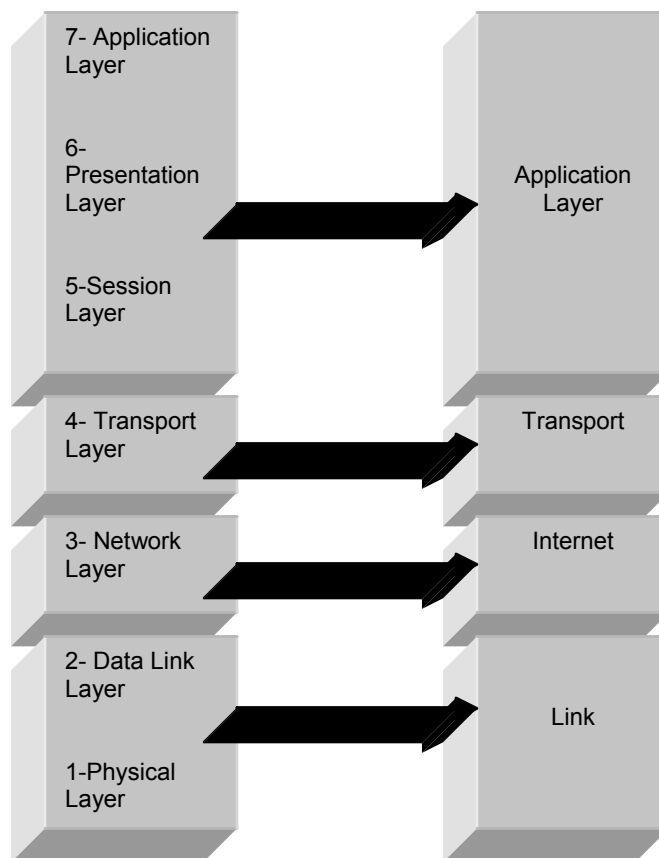 7- Application
Layer
6-
Presentation
Layer
5-Session
Layer
Application
Layer
4- Transport
Layer
Transport
3- Network
Layer
Internet
2- Data Link
Layer
1-Physical
Layer
Link